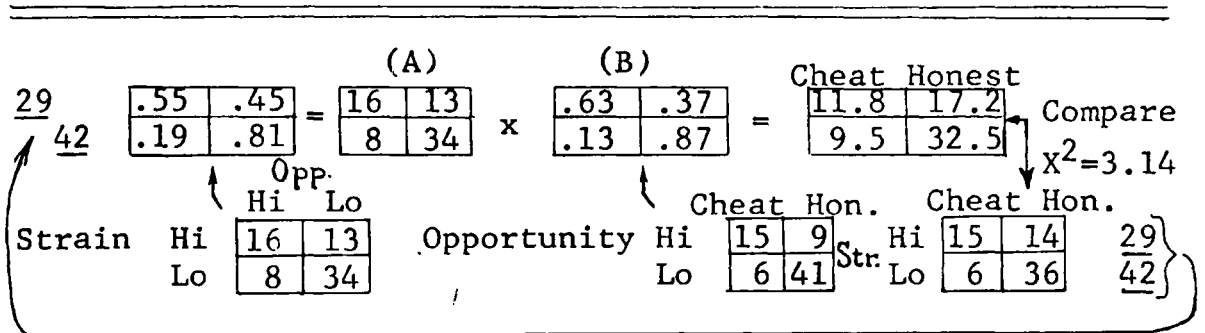 (A) (B)
Cheat Honest
29 .55 .45 = 16 13 x .63 .37 = 11.8 17.2 Compare
42 .19 .81 8 34 .13 .87 9.5 32.5 X²=3.14
Opp.
Hi Lo Cheat Hon. Cheat Hon.
Strain Hi 16 13 Opportunity Hi 15 9 Str. Hi 15 14 29
Lo 8 34 Lo 6 41 Lo 6 36 42